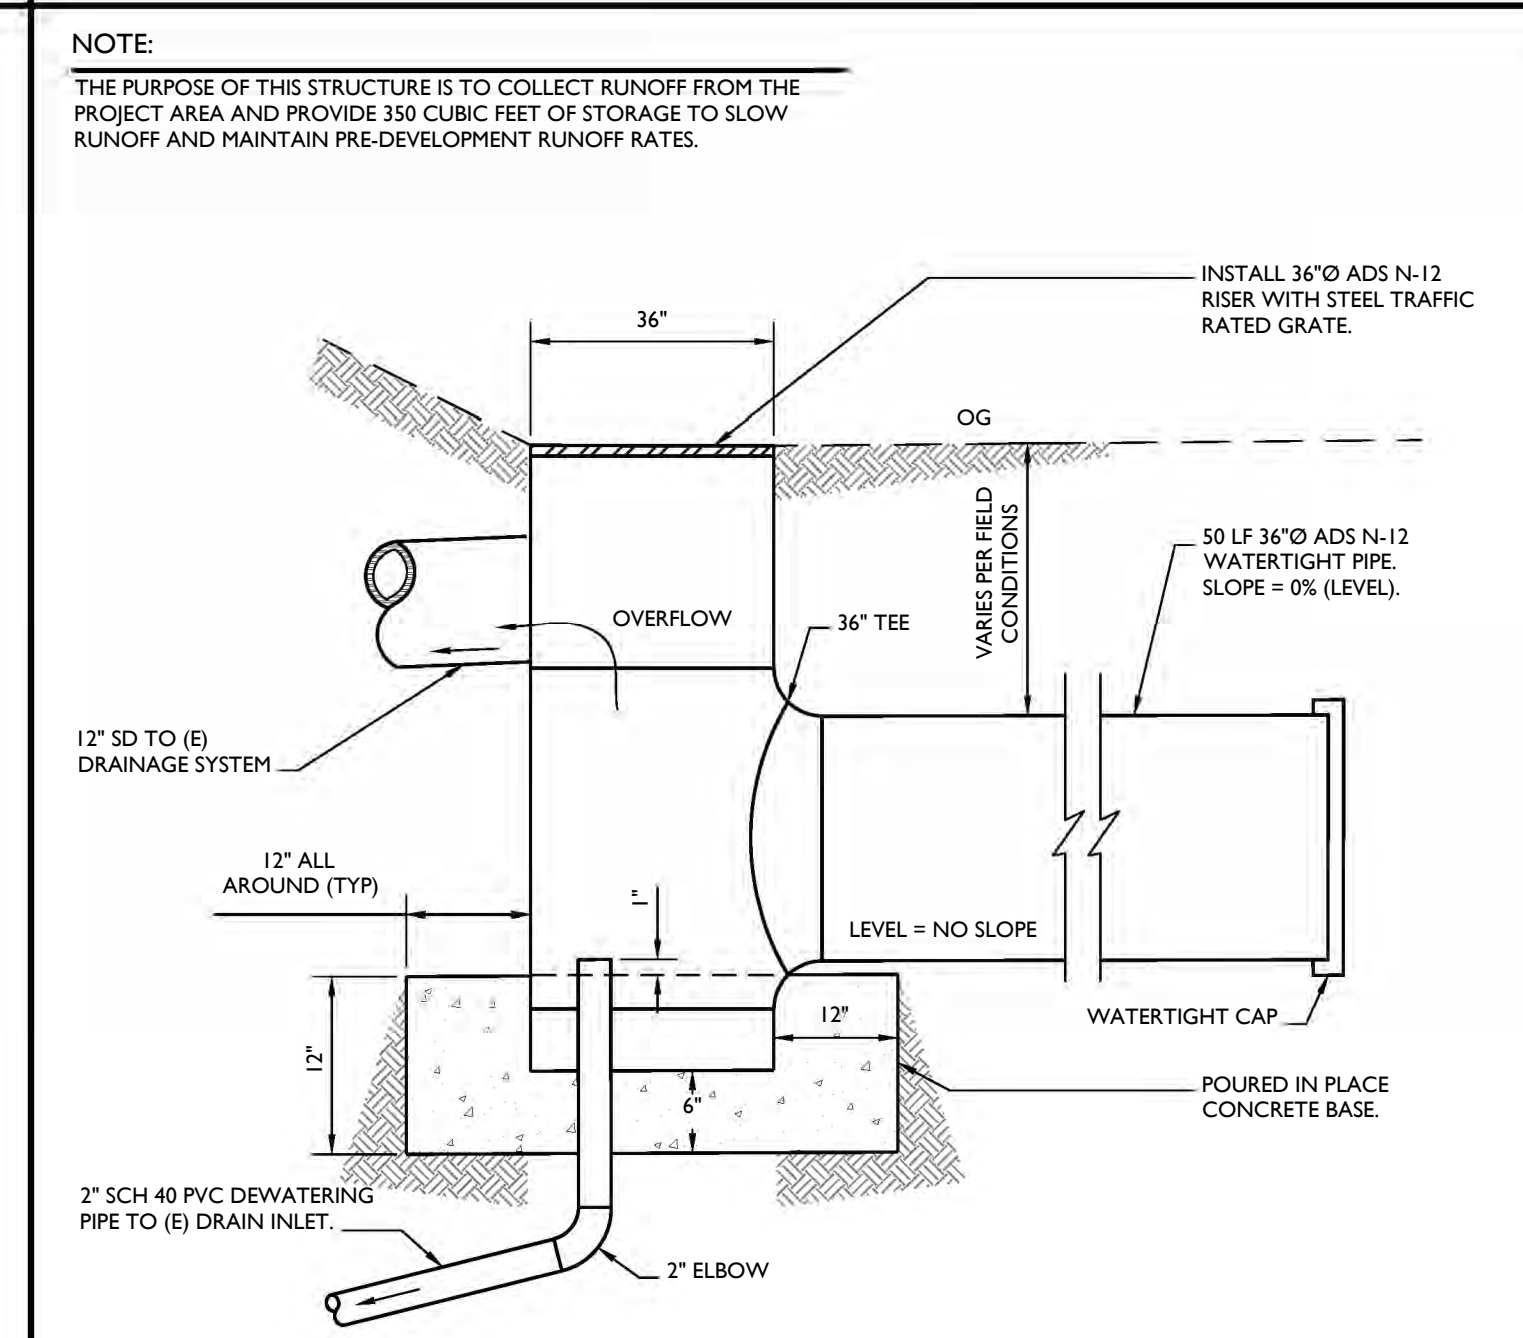 NOTE:
THE PURPOSE OF THIS STRUCTURE IS TO COLLECT RUNOFF FROM THE
PROJECT AREA AND PROVIDE 350 CUBIC FEET OF STORAGE TO SLOW
RUNOFF AND MAINTAIN PRE-DEVELOPMENT RUNOFF RATES.
INSTALL 36"Ø ADS N-12
RISER WITH STEEL TRAFFIC
RATED GRATE.
36"
OG
VARIES PER FIELD
CONDITIONS
50 LF 36"Ø ADS N-12
WATERTIGHT PIPE.
SLOPE = 0% (LEVEL).
OVERFLOW
36" TEE
12" SD TO (E)
DRAINAGE SYSTEM
12" ALL
AROUND (TYP)
1"
LEVEL = NO SLOPE
12"
12"
WATERTIGHT CAP
6"
POURED IN PLACE
CONCRETE BASE.
2" SCH 40 PVC DEWATERING
PIPE TO (E) DRAIN INLET.
2" ELBOW